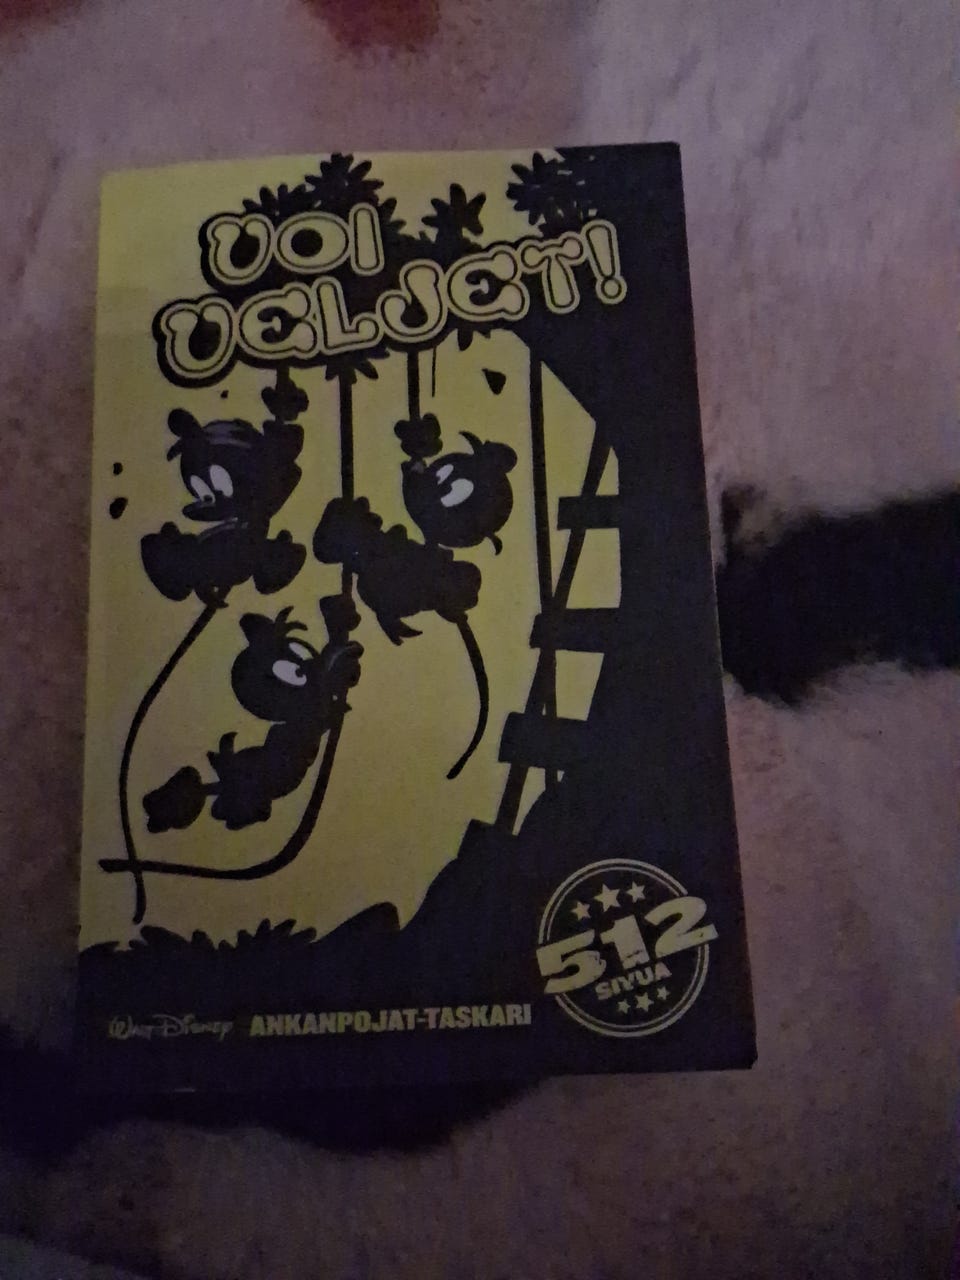 VOI
VELJET!
512
SIVUA
WALT DISNEY ANKANPOJAT-TASKARI